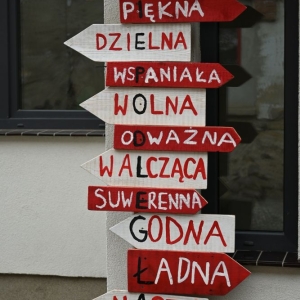 PIĘKNA
DZIELNA
WSPANIAŁA
WOLNA
ODWAŻNA
WALCZĄCA
SUWERENNA
GODNA
ŁADNA